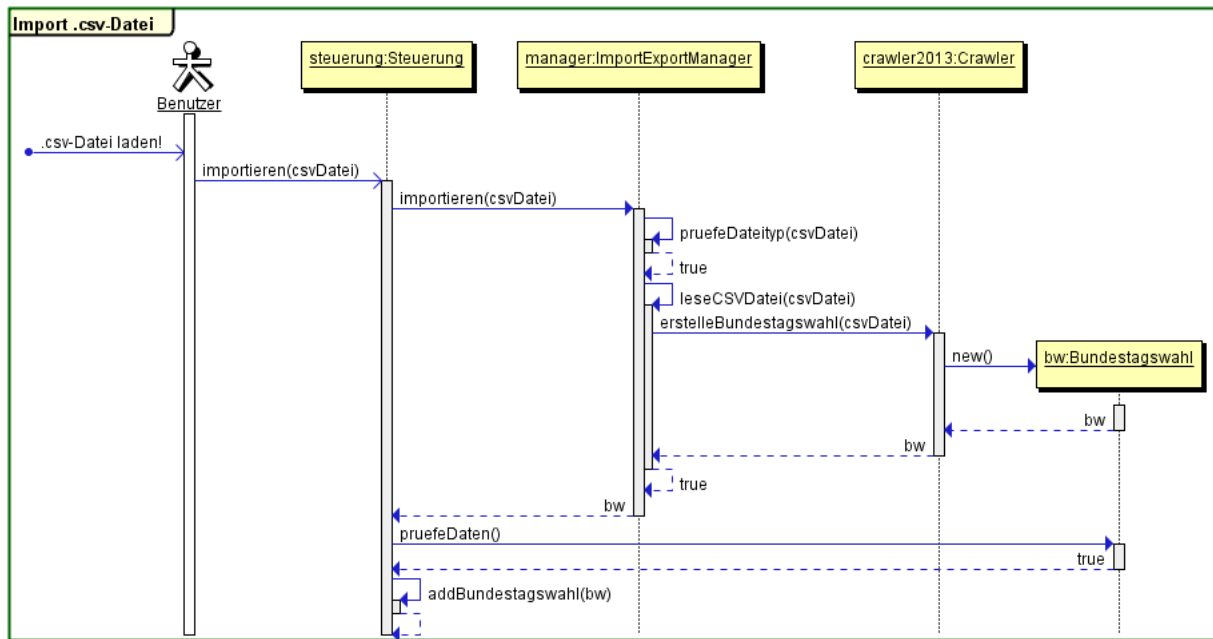 Import .csv-Datei
steuerung:Steuerung
manager:ImportExportManager
crawler2013:Crawler
Benutzer
.csv-Datei laden!
importieren(csvDatei)
importieren(csvDatei)
pruefeDateityp(csvDatei)
true
leseCSVDatei(csvDatei)
erstelleBundestagswahl(csvDatei)
new()
bw:Bundestagswahl
bw
bw
true
bw
pruefeDaten()
true
addBundestagswahl(bw)